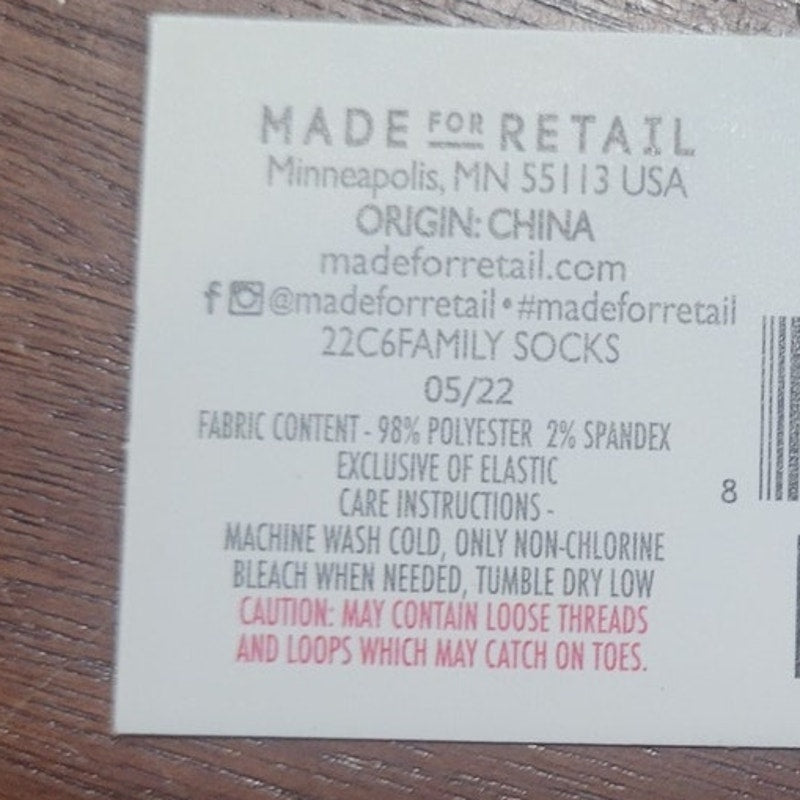 MADE FOR RETAIL
Minneapolis, MN 55113 USA
ORIGIN: CHINA
madeforretail.com
@madeforretail • #madeforretail
22C6FAMILY SOCKS
05/22
FABRIC CONTENT - 98% POLYESTER 2% SPANDEX
EXCLUSIVE OF ELASTIC
CARE INSTRUCTIONS -
8
MACHINE WASH COLD, ONLY NON-CHLORINE
BLEACH WHEN NEEDED, TUMBLE DRY LOW
CAUTION: MAY CONTAIN LOOSE THREADS
AND LOOPS WHICH MAY CATCH ON TOES.